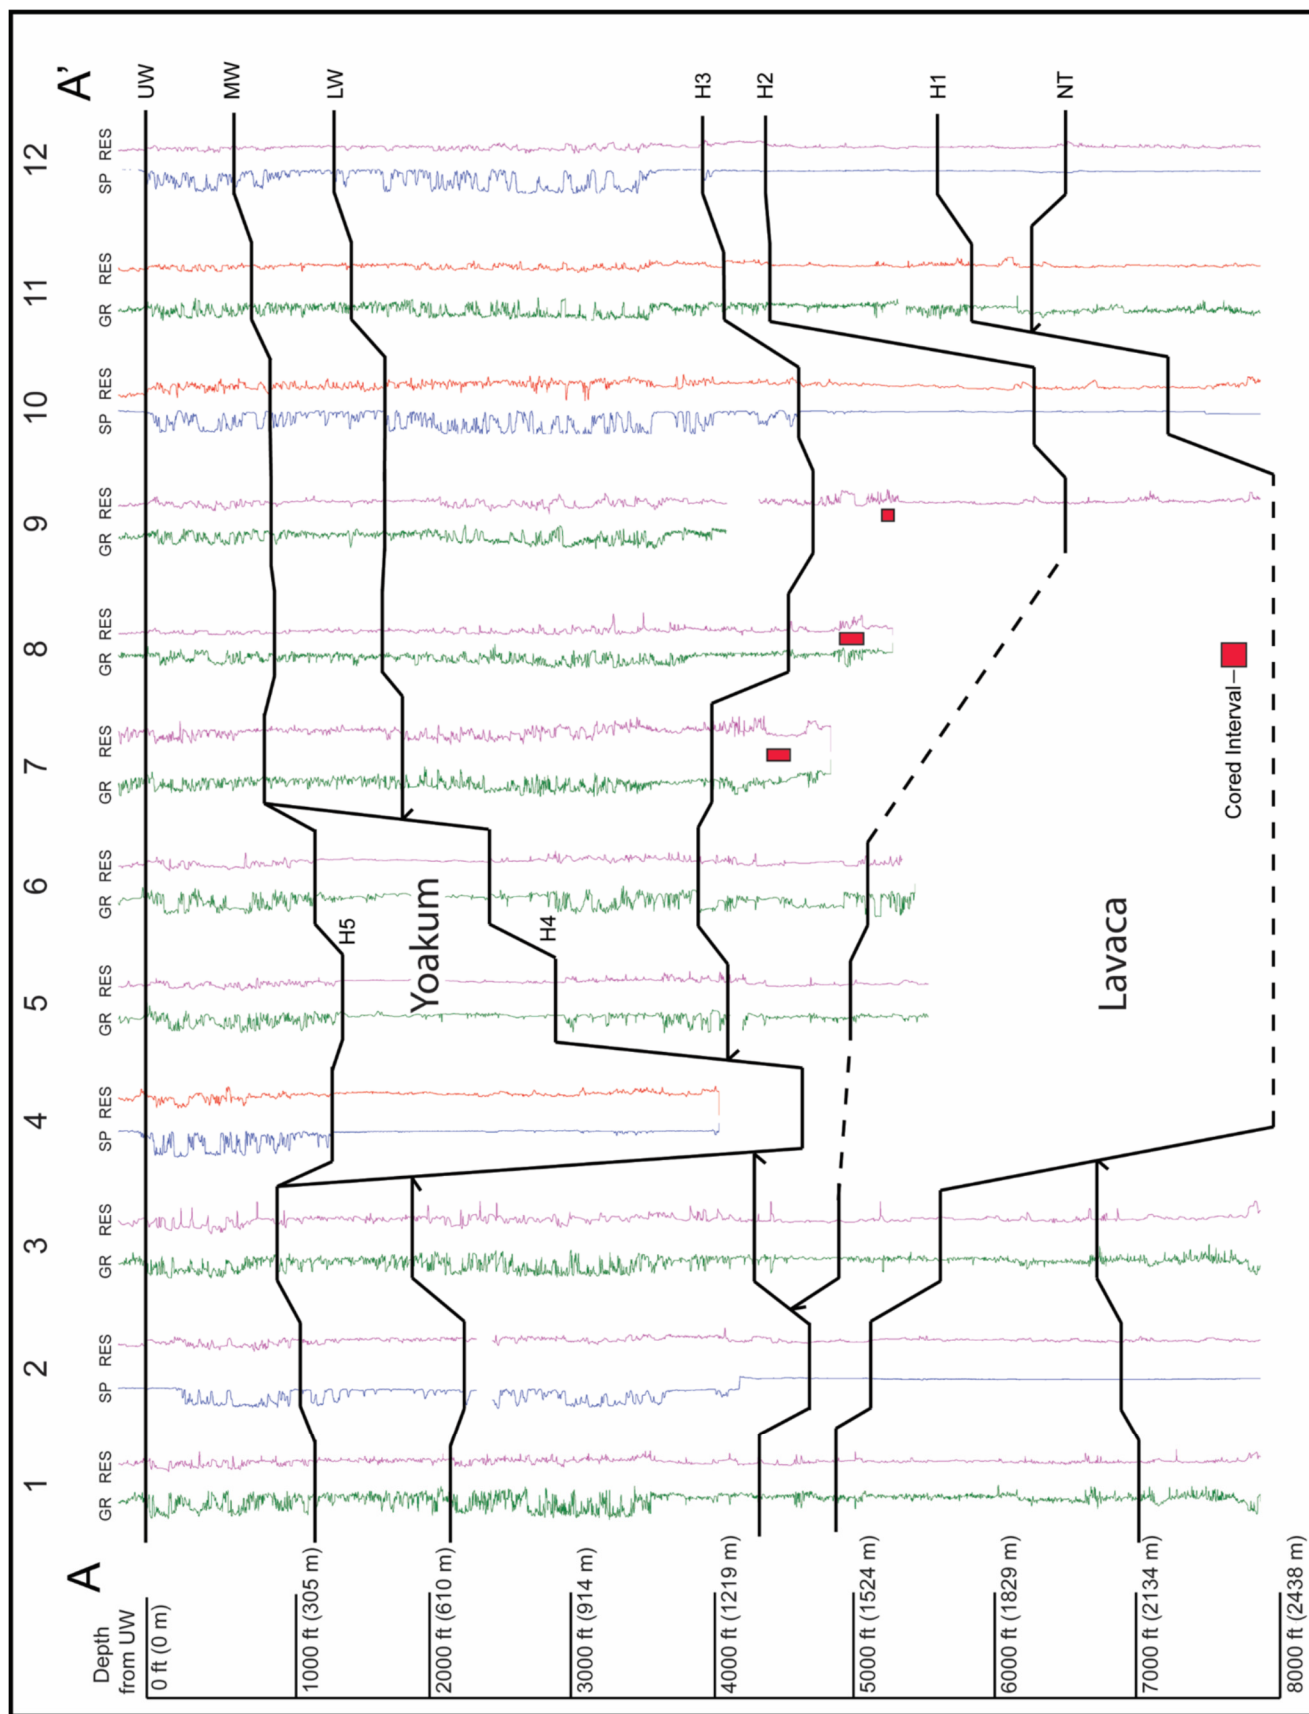 A
A'
1
2
3
4
5
6
7
8
9
10
11
12
GR RES
SP RES
GR RES
SP RES
GR RES
GR RES
GR RES
GR RES
GR RES
SP RES
GR RES
SP RES
Depth
from UW
0 ft (0 m)
1000 ft (305 m)
2000 ft (610 m)
3000 ft (914 m)
4000 ft (1219 m)
5000 ft (1524 m)
6000 ft (1829 m)
7000 ft (2134 m)
8000 ft (2438 m)
UW
MW
LW
H3
H2
H1
NT
H5
Yoakum
H4
Lavaca
Cored Interval